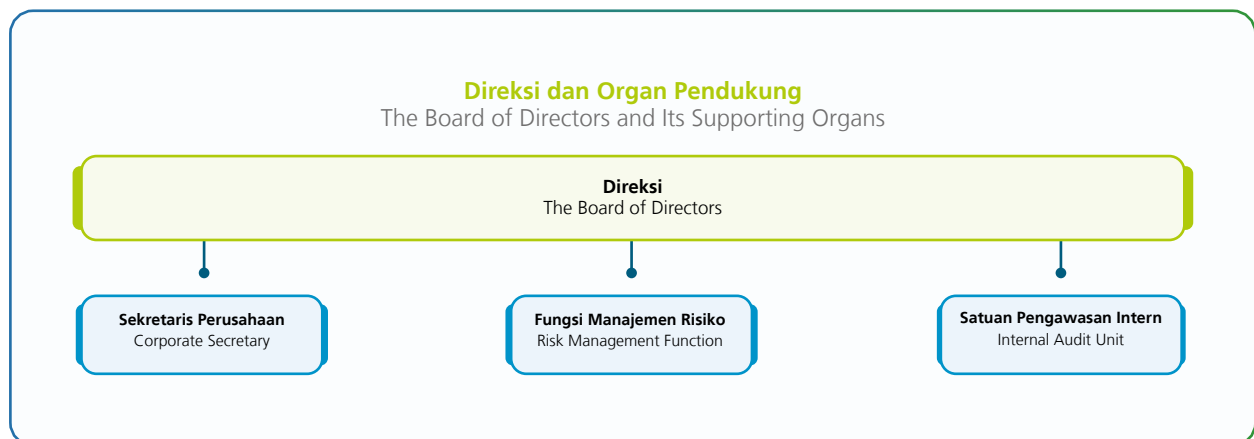 Direksi dan Organ Pendukung
The Board of Directors and Its Supporting Organs
Direksi
The Board of Directors
Sekretaris Perusahaan
Corporate Secretary
Fungsi Manajemen Risiko
Risk Management Function
Satuan Pengawasan Intern
Internal Audit Unit